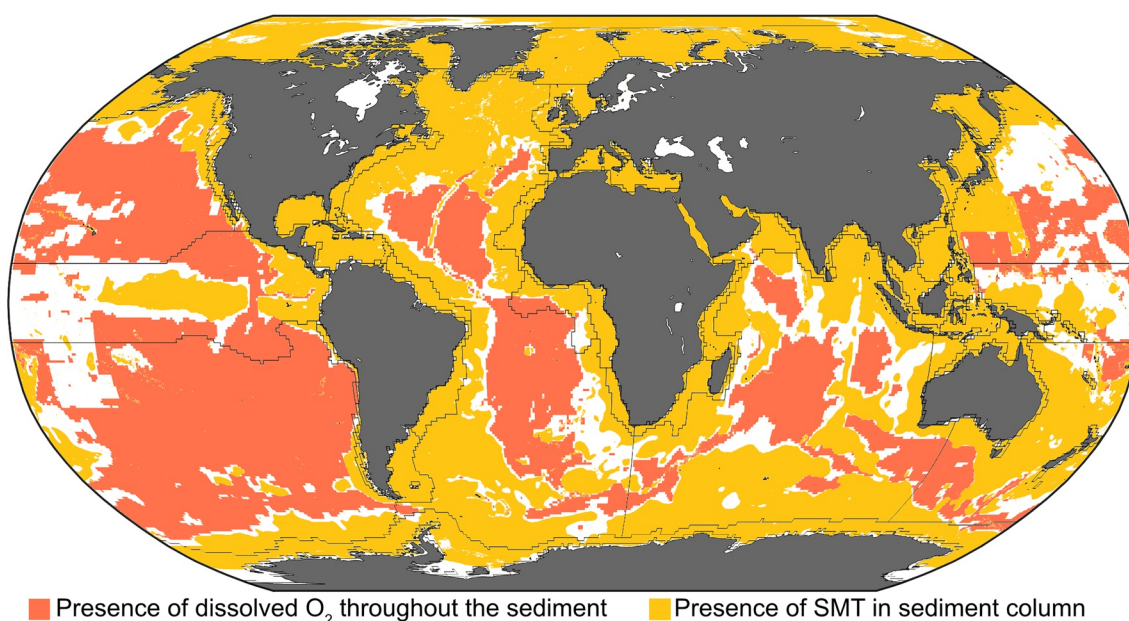 Presence of dissolved O₂ throughout the sediment
Presence of SMT in sediment column